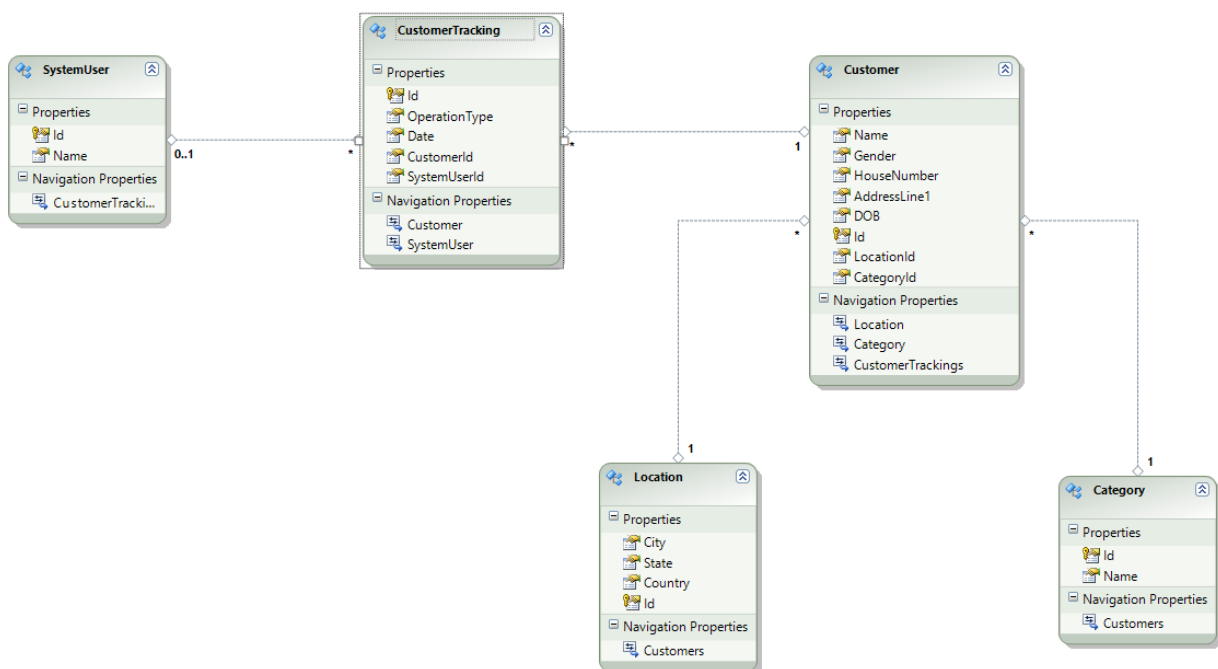 SystemUser
Properties
Id
Name
Navigation Properties
CustomerTracki...
0..1
*
CustomerTracking
Properties
Id
OperationType
Date
CustomerId
SystemUserId
Navigation Properties
Customer
SystemUser
*
1
Customer
Properties
Name
Gender
HouseNumber
AddressLine1
DOB
Id
LocationId
CategoryId
Navigation Properties
Location
Category
CustomerTrackings
*
*
1
Location
Properties
City
State
Country
Id
Navigation Properties
Customers
1
Category
Properties
Id
Name
Navigation Properties
Customers